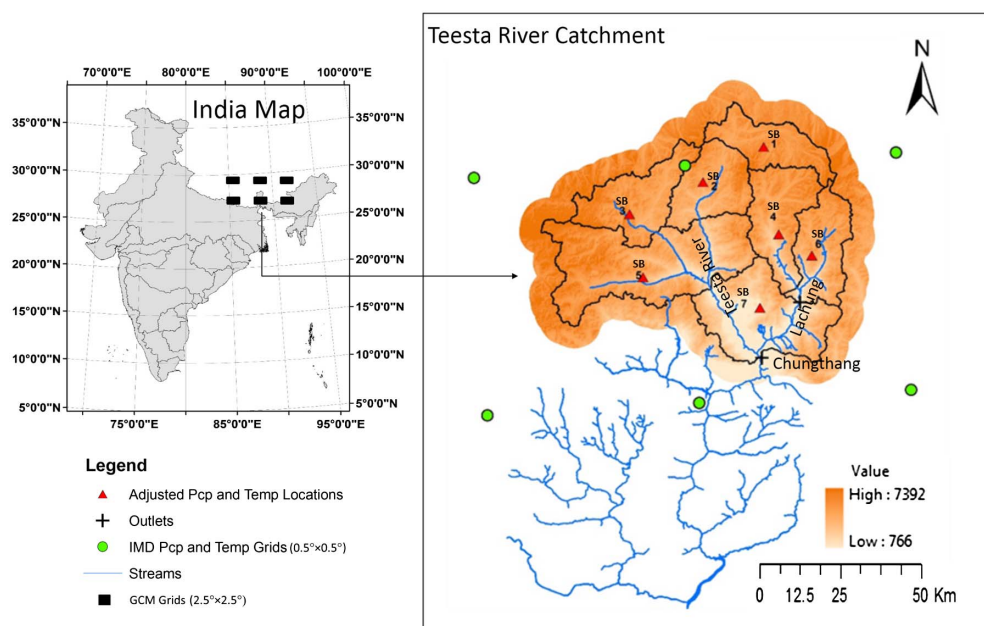 Teesta River Catchment
N
70°0'0"E 80°0'0"E 90°0'0"E 100°0'0"E
India Map
35°0'0"N 35°0'0"N
30°0'0"N 30°0'0"N
25°0'0"N 25°0'0"N
20°0'0"N 20°0'0"N
15°0'0"N 15°0'0"N
10°0'0"N 10°0'0"N
5°0'0"N 5°0'0"N
75°0'0"E 85°0'0"E 95°0'0"E
SB
1
SB
2
SB
3
SB
4
SB
6
SB
5
SB
7
Teesta River
Lachung
Chungthang
Legend
Adjusted Pcp and Temp Locations
Outlets
IMD Pcp and Temp Grids (0.5°×0.5°)
Streams
GCM Grids (2.5°×2.5°)
Value
High : 7392
Low : 766
0 12.5 25 50 Km